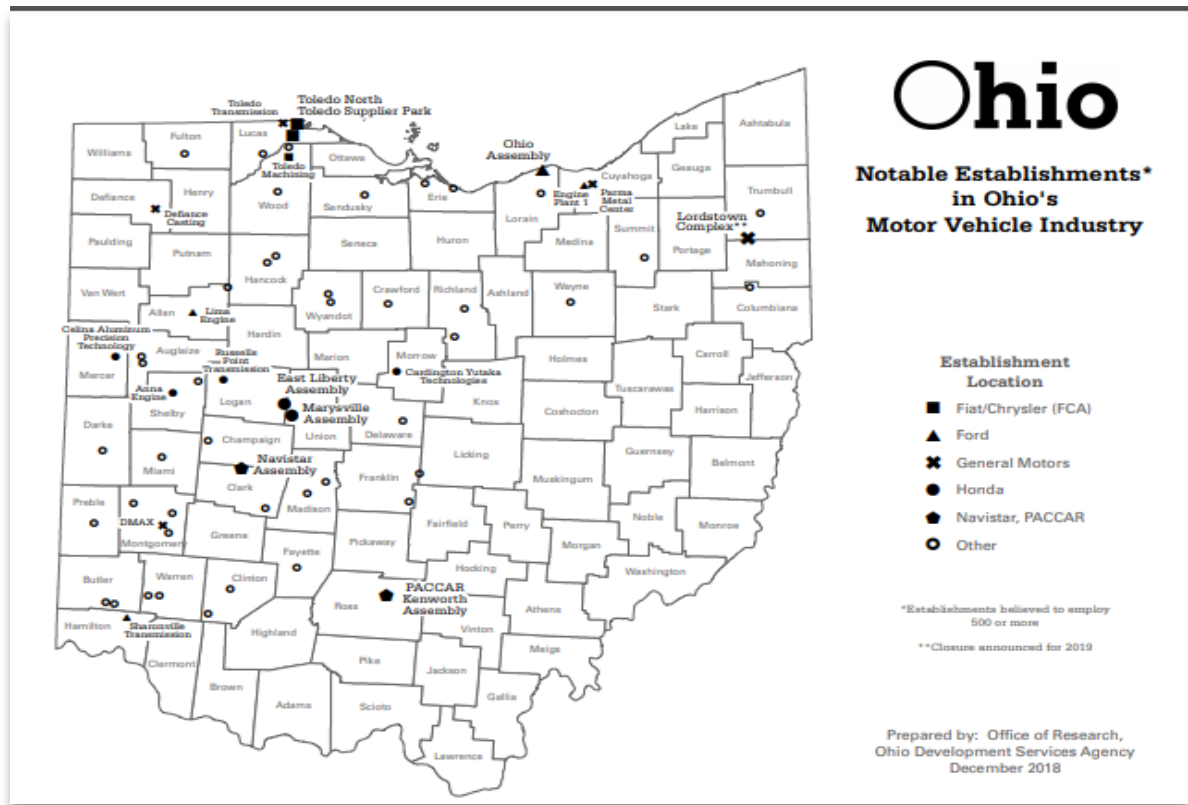 Ohio
Notable Establishments*
in Ohio's
Motor Vehicle Industry
Toledo
Transmission
Toledo North
Toledo Supplier Park
Ohio
Assembly
Lake
Ashtabula
Fulton
Lucas
Williams
Ottawa
Toledo
Machining
Cuyahoga
Geauga
Engine
Plant 1
Parma
Metal
Center
Trumbull
Defiance
Henry
Wood
Sandusky
Erie
Lorain
Defiance
Casting
Lordstown
Complex**
Paulding
Putnam
Seneca
Huron
Medina
Summit
Portage
Mahoning
Hancock
Van Wert
Allen
Lima
Engine
Wyandot
Crawford
Richland
Ashland
Wayne
Stark
Columbiana
Celina Aluminum
Precision
Technology
Auglaize
Hardin
Russells
Point
Transmission
Marion
Morrow
Cardington Yutaka
Technologies
Holmes
Carroll
Jefferson
Mercer
Anna
Engine
Shelby
Logan
East Liberty
Assembly
Marysville
Assembly
Knox
Coshocton
Tuscarawas
Harrison
Darke
Champaign
Union
Delaware
Miami
Navistar
Assembly
Licking
Guernsey
Belmont
Clark
Franklin
Muskingum
Preble
DMAX
Montgomery
Madison
Greene
Fairfield
Perry
Noble
Monroe
Fayette
Pickaway
Morgan
Butler
Warren
Clinton
Hocking
Washington
Ross
PACCAR
Kenworth
Assembly
Athens
Hamilton
Sharonville
Transmission
Highland
Vinton
Meigs
Clermont
Pike
Jackson
Brown
Adams
Scioto
Gallia
Lawrence
Establishment
Location
Fiat/Chrysler (FCA)
Ford
General Motors
Honda
Navistar, PACCAR
Other
*Establishments believed to employ
500 or more
**Closure announced for 2019
Prepared by: Office of Research,
Ohio Development Services Agency
December 2018